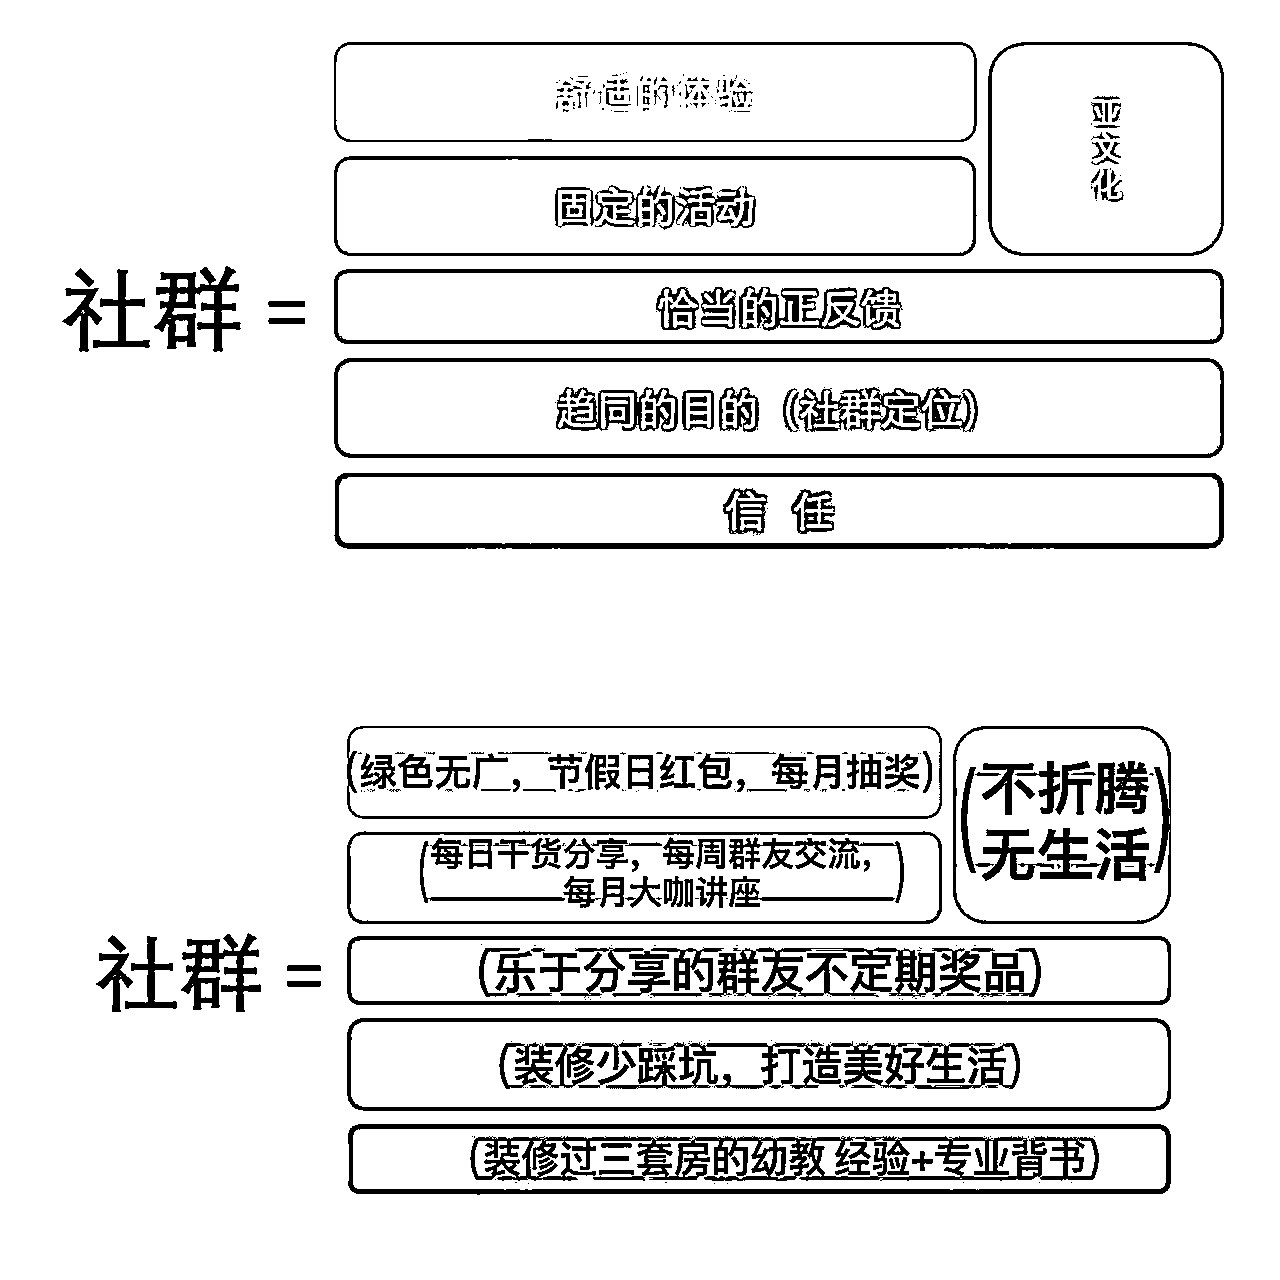 舒适的体验
亚文化
固定的活动
社群 =
恰当的正反馈
趋同的目的（社群定位）
信 任
(绿色无广，节假日红包，每月抽奖)
(不折腾
无生活)
(每日干货分享，每周群友交流，
每月大咖讲座)
社群 =
(乐于分享的群友不定期奖品)
(装修少踩坑，打造美好生活)
(装修过三套房的幼教 经验+专业背书)